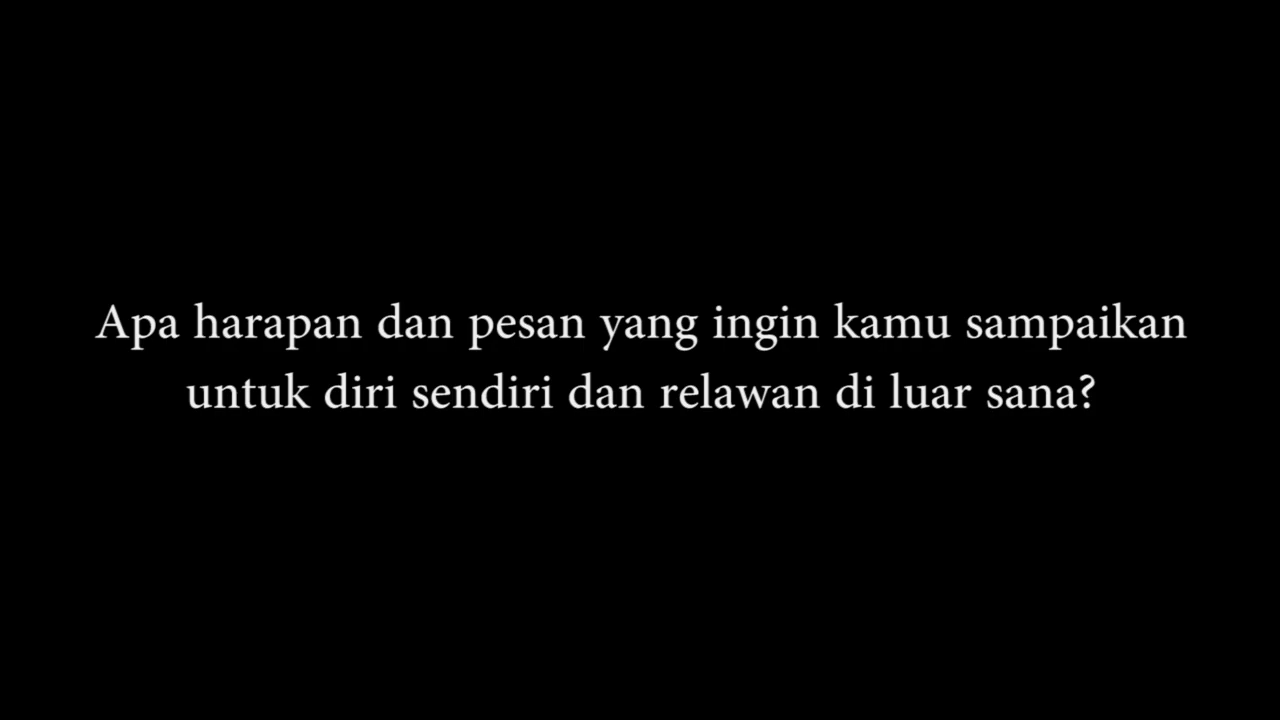 Apa harapan dan pesan yang ingin kamu sampaikan
untuk diri sendiri dan relawan di luar sana?